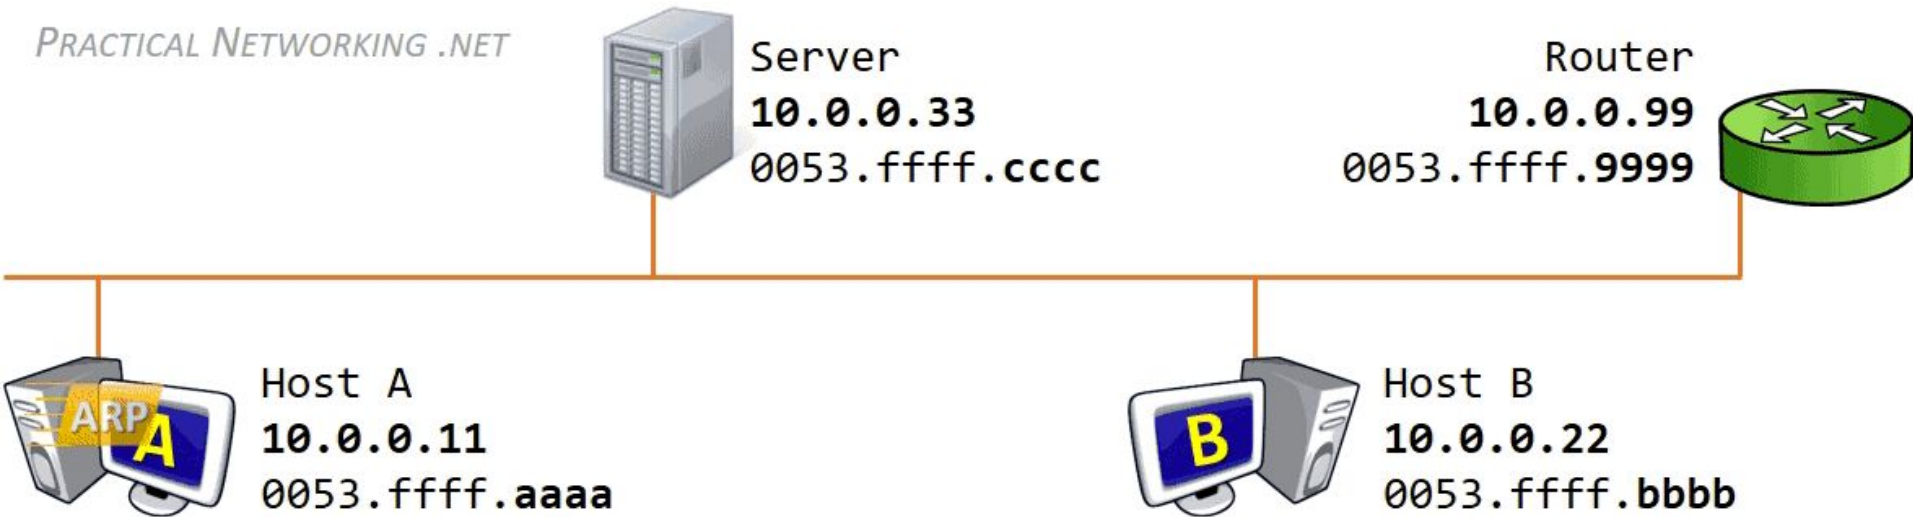 PRACTICAL NETWORKING .NET
Server
10.0.0.33
0053.ffff.cccc
Router
10.0.0.99
0053.ffff.9999
ARP
A
Host A
10.0.0.11
0053.ffff.aaaa
B
Host B
10.0.0.22
0053.ffff.bbbb